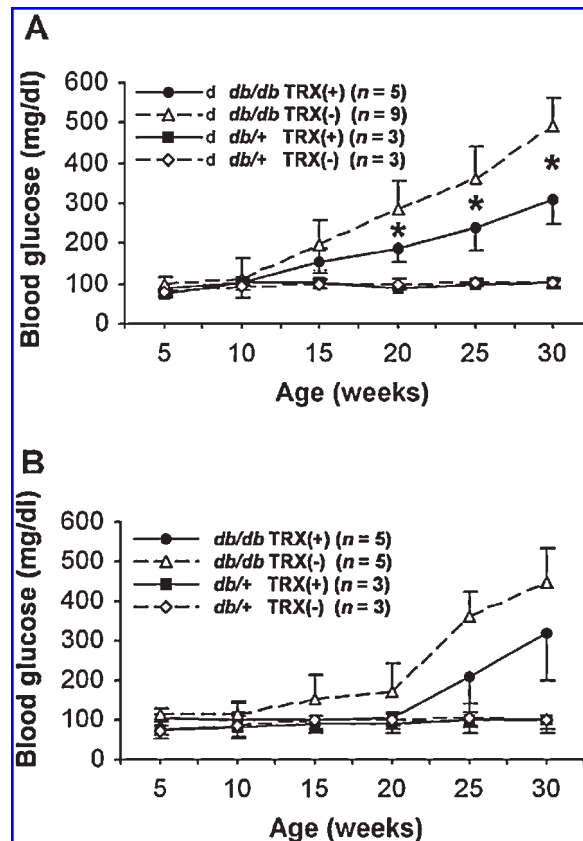 A
Blood glucose (mg/dl)
600
500
400
300
200
100
0
d db/db TRX(+) (n = 5)
d db/db TRX(-) (n = 9)
d db/+ TRX(+) (n = 3)
d db/+ TRX(-) (n = 3)
* * *
5 10 15 20 25 30
Age (weeks)
B
Blood glucose (mg/dl)
600
500
400
300
200
100
0
db/db TRX(+) (n = 5)
db/db TRX(-) (n = 5)
db/+ TRX(+) (n = 3)
db/+ TRX(-) (n = 3)
5 10 15 20 25 30
Age (weeks)